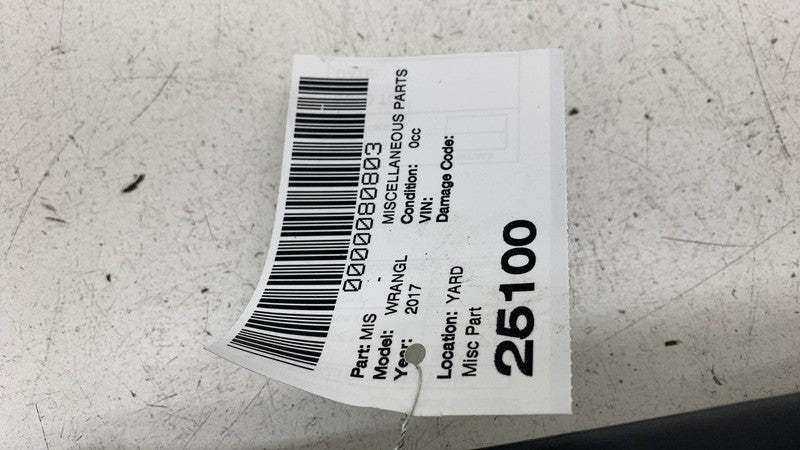 0000080803
Part: MIS - MISCELLANEOUS PARTS
Model: WRANGL Condition: 0cc
Year: 2017 VIN:
Damage Code:
Location: YARD
Misc Part
25100